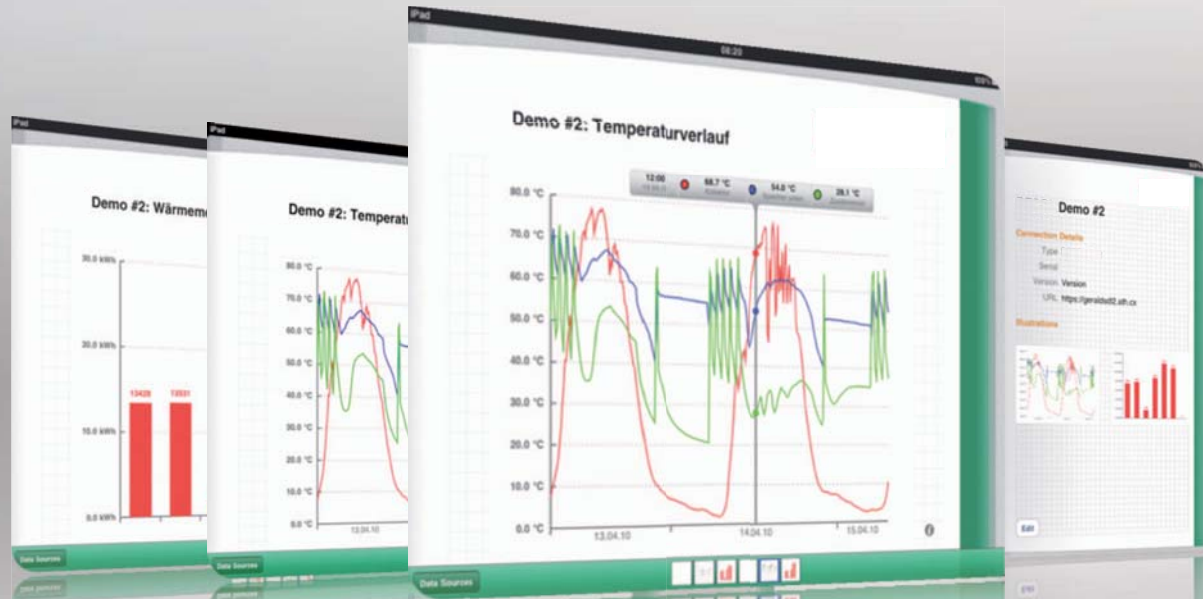 iPad
Demo #2: Wärmem
30.0 kWh
20.0 kWh
10.0 kWh
0.0 kWh
13429
13531
Data Sources
iPad
Demo #2: Temperatu
80.0 °C
70.0 °C
60.0 °C
50.0 °C
40.0 °C
30.0 °C
20.0 °C
10.0 °C
0.0 °C
13.04.10
Data Sources
iPad
08:20
Demo #2: Temperaturverlauf
12:00
68.7 °C
54.0 °C
28.1 °C
80.0 °C
70.0 °C
60.0 °C
50.0 °C
40.0 °C
30.0 °C
20.0 °C
10.0 °C
0.0 °C
13.04.10
14.04.10
15.04.10
Data Sources
Demo #2
Connection Details
Type
Serial
Version Version
Illustrations
Edit